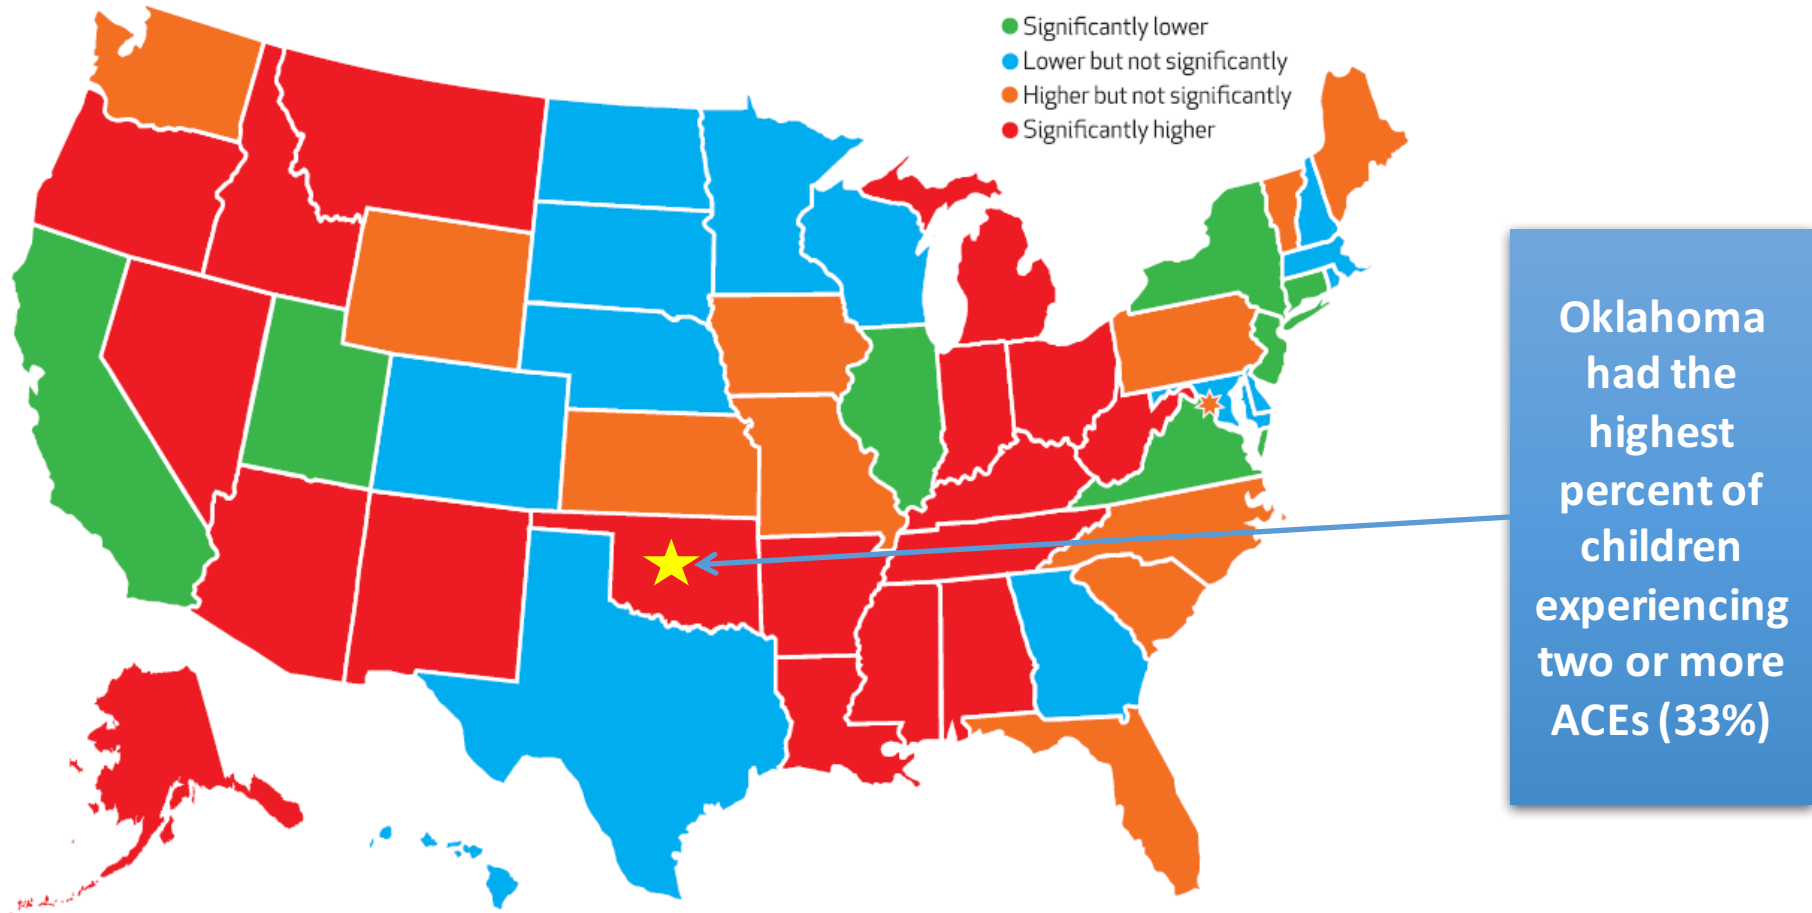 Significantly lower
Lower but not significantly
Higher but not significantly
Significantly higher
Oklahoma
had the
highest
percent of
children
experiencing
two or more
ACEs (33%)